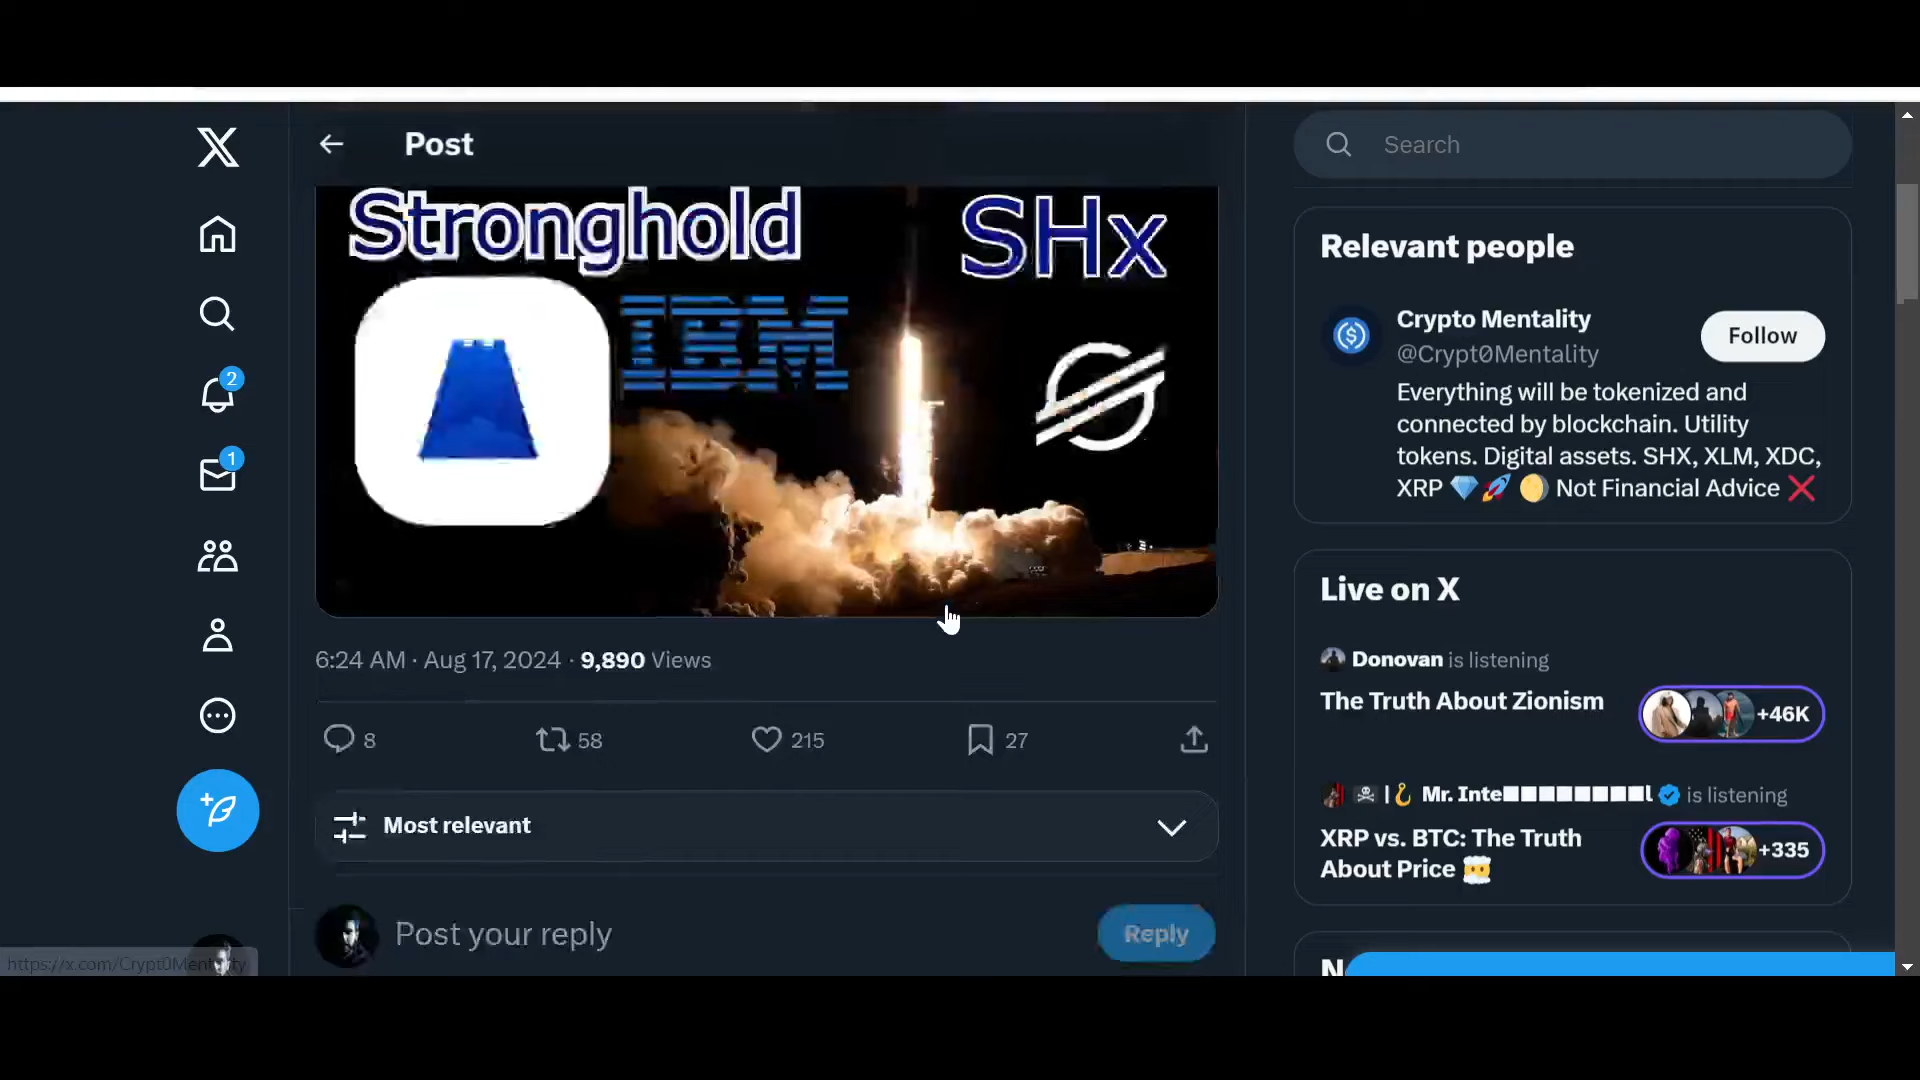 Post
Stronghold
SHx
IBM
6:24 AM · Aug 17, 2024 · 9,890 Views
8
58
215
27
Most relevant
Post your reply
Reply
2
1
https://x.com/Crypt0Mentality
Search
Relevant people
Crypto Mentality
@Crypt0Mentality
Follow
Everything will be tokenized and
connected by blockchain. Utility
tokens. Digital assets. SHX, XLM, XDC,
XRP 💎🚀 🌔 Not Financial Advice ❌
Live on X
Donovan is listening
The Truth About Zionism
+46K
Mr. Inte■■■■■■■■■l is listening
XRP vs. BTC: The Truth
About Price
+335